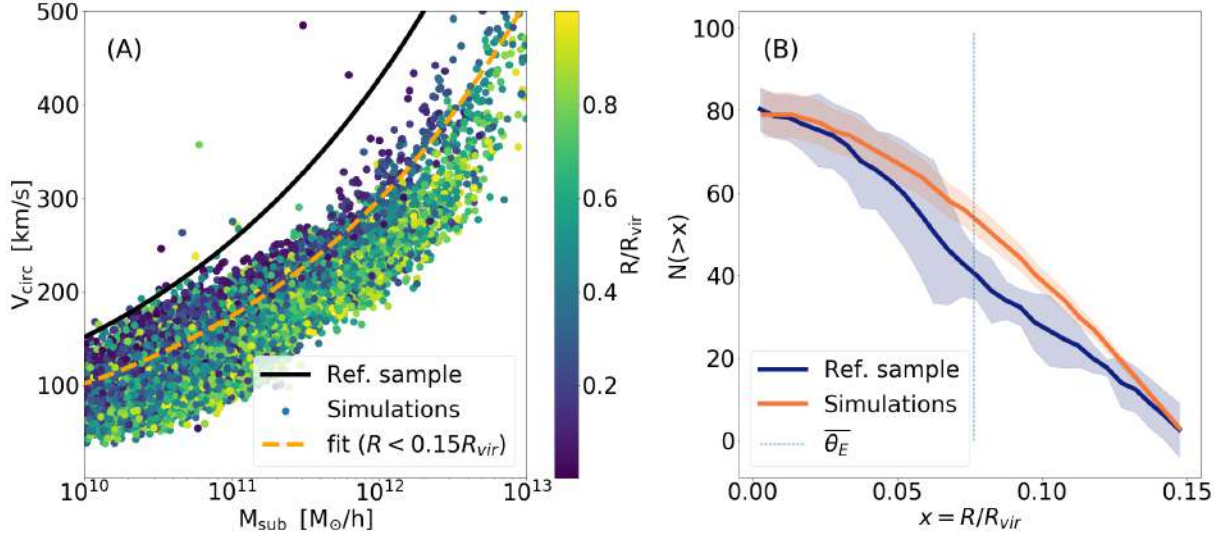 (A)
500
400
300
200
100
V_circ [km/s]
10^10
10^11
10^12
10^13
M_sub [M_⊙/h]
Ref. sample
Simulations
fit (R < 0.15R_vir)
0.8
0.6
0.4
0.2
R/R_vir
(B)
100
80
60
40
20
0
N(>x)
0.00
0.05
0.10
0.15
x = R/R_vir
Ref. sample
Simulations
\overline{θ_E}